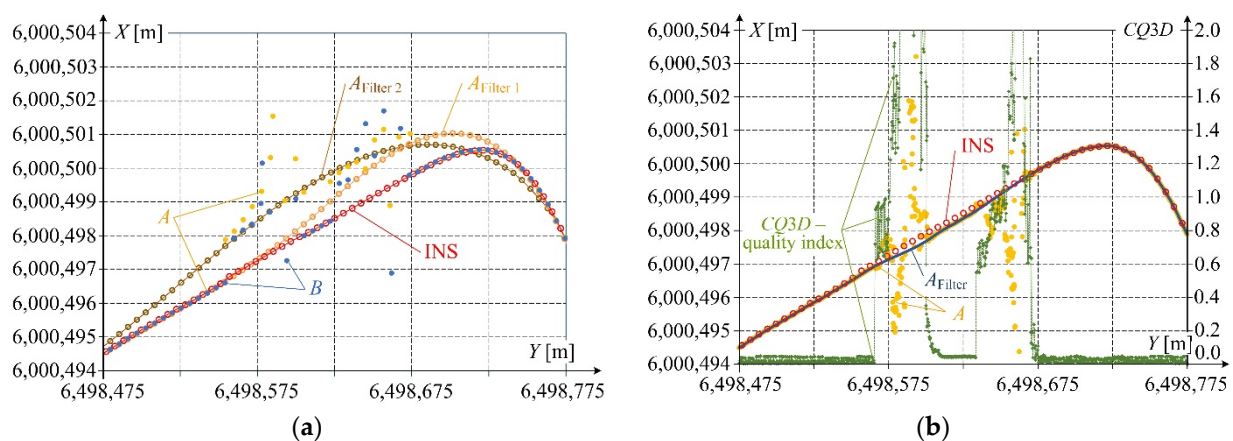 X [m]
6,000,504
6,000,503
6,000,502
6,000,501
6,000,500
6,000,499
6,000,498
6,000,497
6,000,496
6,000,495
6,000,494
A Filter 2
A Filter 1
A
INS
B
Y [m]
6,498,475
6,498,575
6,498,675
6,498,775
(a)
X [m]
CQ3D
6,000,504
6,000,503
6,000,502
6,000,501
6,000,500
6,000,499
6,000,498
6,000,497
6,000,496
6,000,495
6,000,494
2.0
1.8
1.6
1.4
1.2
1.0
0.8
0.6
0.4
0.2
0.0
INS
CQ3D –
quality index
A Filter
A
Y [m]
6,498,475
6,498,575
6,498,675
6,498,775
(b)